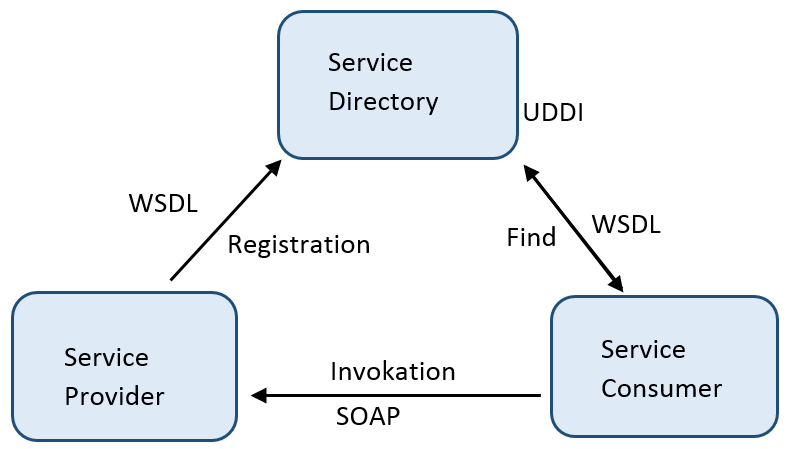 Service
Directory
UDDI
WSDL
Registration
Find
WSDL
Service
Provider
Invokation
SOAP
Service
Consumer